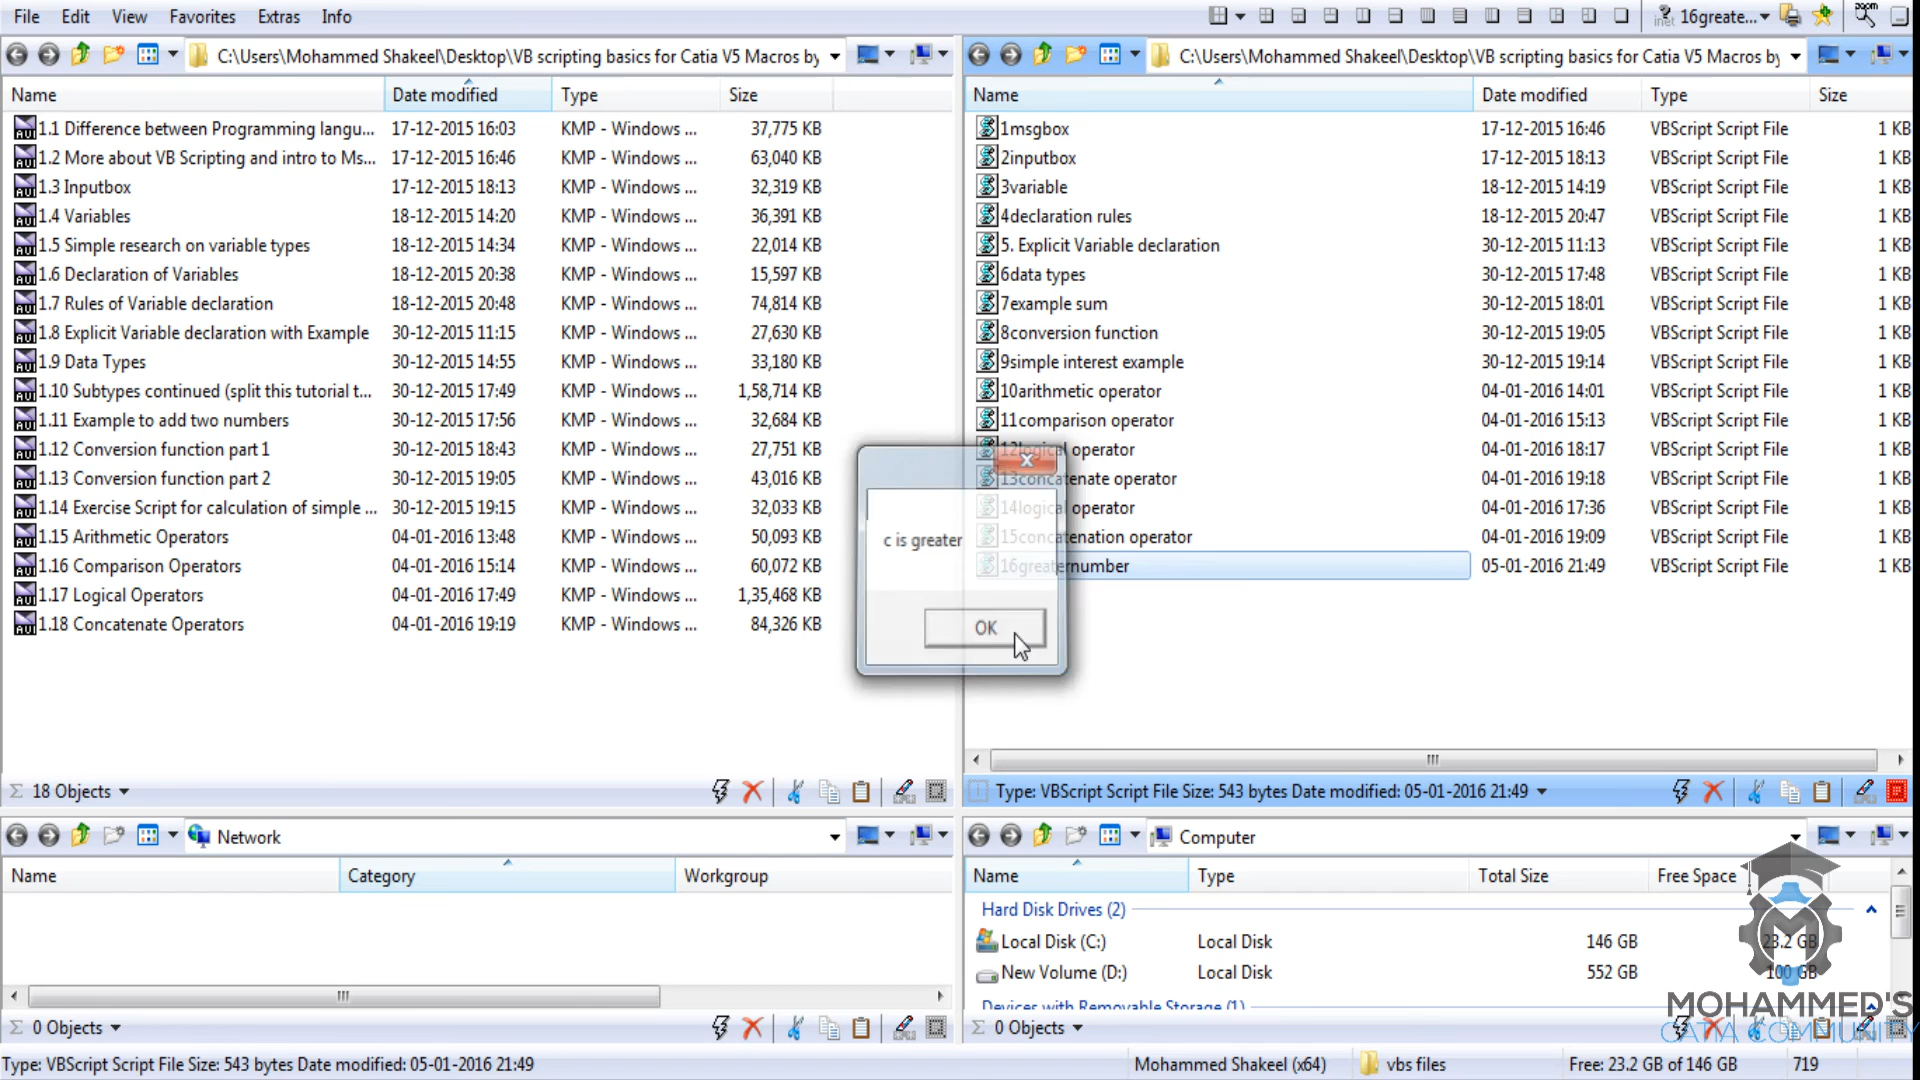 File Edit View Favorites Extras Info
16greate...
C:\Users\Mohammed Shakeel\Desktop\VB scripting basics for Catia V5 Macros by
C:\Users\Mohammed Shakeel\Desktop\VB scripting basics for Catia V5 Macros by
Name Date modified Type Size
1.1 Difference between Programming langu... 17-12-2015 16:03 KMP - Windows ... 37,775 KB
1.2 More about VB Scripting and intro to Ms... 17-12-2015 16:46 KMP - Windows ... 63,040 KB
1.3 Inputbox 17-12-2015 18:13 KMP - Windows ... 32,319 KB
1.4 Variables 18-12-2015 14:20 KMP - Windows ... 36,391 KB
1.5 Simple research on variable types 18-12-2015 14:34 KMP - Windows ... 22,014 KB
1.6 Declaration of Variables 18-12-2015 20:38 KMP - Windows ... 15,597 KB
1.7 Rules of Variable declaration 18-12-2015 20:48 KMP - Windows ... 74,814 KB
1.8 Explicit Variable declaration with Example 30-12-2015 11:15 KMP - Windows ... 27,630 KB
1.9 Data Types 30-12-2015 14:55 KMP - Windows ... 33,180 KB
1.10 Subtypes continued (split this tutorial t... 30-12-2015 17:49 KMP - Windows ... 1,58,714 KB
1.11 Example to add two numbers 30-12-2015 17:56 KMP - Windows ... 32,684 KB
1.12 Conversion function part 1 30-12-2015 18:43 KMP - Windows ... 27,751 KB
1.13 Conversion function part 2 30-12-2015 19:05 KMP - Windows ... 43,016 KB
1.14 Exercise Script for calculation of simple ... 30-12-2015 19:15 KMP - Windows ... 32,033 KB
1.15 Arithmetic Operators 04-01-2016 13:48 KMP - Windows ... 50,093 KB
1.16 Comparison Operators 04-01-2016 15:14 KMP - Windows ... 60,072 KB
1.17 Logical Operators 04-01-2016 17:49 KMP - Windows ... 1,35,468 KB
1.18 Concatenate Operators 04-01-2016 19:19 KMP - Windows ... 84,326 KB
18 Objects
Name Date modified Type Size
1msgbox 17-12-2015 16:46 VBScript Script File 1 KB
2inputbox 17-12-2015 18:13 VBScript Script File 1 KB
3variable 18-12-2015 14:19 VBScript Script File 1 KB
4declaration rules 18-12-2015 20:47 VBScript Script File 1 KB
5. Explicit Variable declaration 30-12-2015 11:13 VBScript Script File 1 KB
6data types 30-12-2015 17:48 VBScript Script File 1 KB
7example sum 30-12-2015 18:01 VBScript Script File 1 KB
8conversion function 30-12-2015 19:05 VBScript Script File 1 KB
9simple interest example 30-12-2015 19:14 VBScript Script File 1 KB
10arithmetic operator 04-01-2016 14:01 VBScript Script File 1 KB
11comparison operator 04-01-2016 15:13 VBScript Script File 1 KB
12logical operator 04-01-2016 18:17 VBScript Script File 1 KB
13concatenate operator 04-01-2016 19:18 VBScript Script File 1 KB
14logical operator 04-01-2016 17:36 VBScript Script File 1 KB
15concatenation operator 04-01-2016 19:09 VBScript Script File 1 KB
16greaternumber 05-01-2016 21:49 VBScript Script File 1 KB
Type: VBScript Script File Size: 543 bytes Date modified: 05-01-2016 21:49
c is greater
OK
Network
Name Category Workgroup
0 Objects
Computer
Name Type Total Size Free Space
Hard Disk Drives (2)
Local Disk (C:) Local Disk 146 GB 23.2 GB
New Volume (D:) Local Disk 552 GB 100 GB
Devices with Removable Storage (1)
0 Objects
MOHAMMED'S
CATIA COMMUNITY
Type: VBScript Script File Size: 543 bytes Date modified: 05-01-2016 21:49
Mohammed Shakeel (x64) vbs files Free: 23.2 GB of 146 GB 719